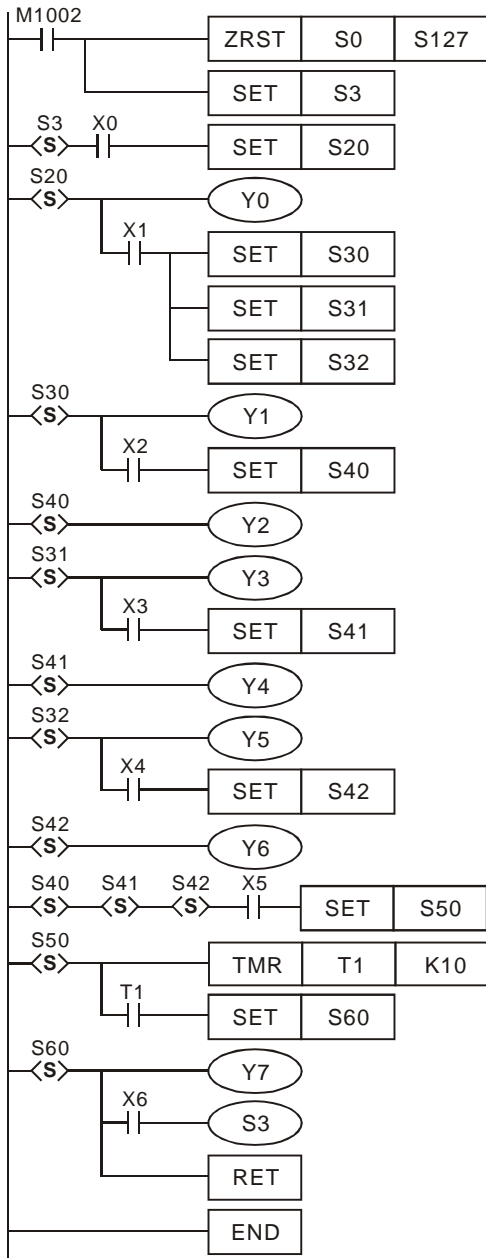 M1002
ZRST S0 S127
SET S3
S3 X0
S SET S20
S20
S Y0
X1
SET S30
SET S31
SET S32
S30
S Y1
X2
SET S40
S40
S Y2
S31
S Y3
X3
SET S41
S41
S Y4
S32
S Y5
X4
SET S42
S42
S Y6
S40 S41 S42 X5
S S S SET S50
S50
S TMR T1 K10
T1
SET S60
S60
S Y7
X6
S3
RET
END